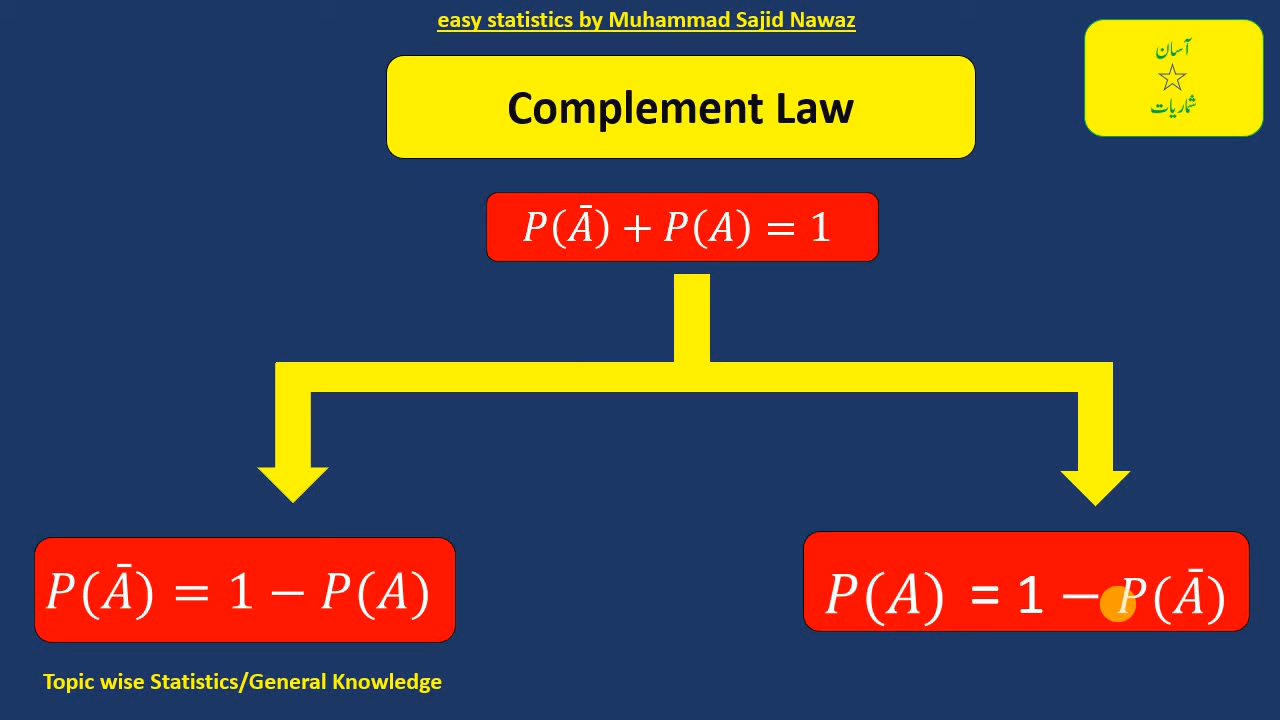 easy statistics by Muhammad Sajid Nawaz
آسان
شماریات
Complement Law
P(Ā) + P(A) = 1
P(Ā) = 1 − P(A)
P(A) = 1 − P(Ā)
Topic wise Statistics/General Knowledge